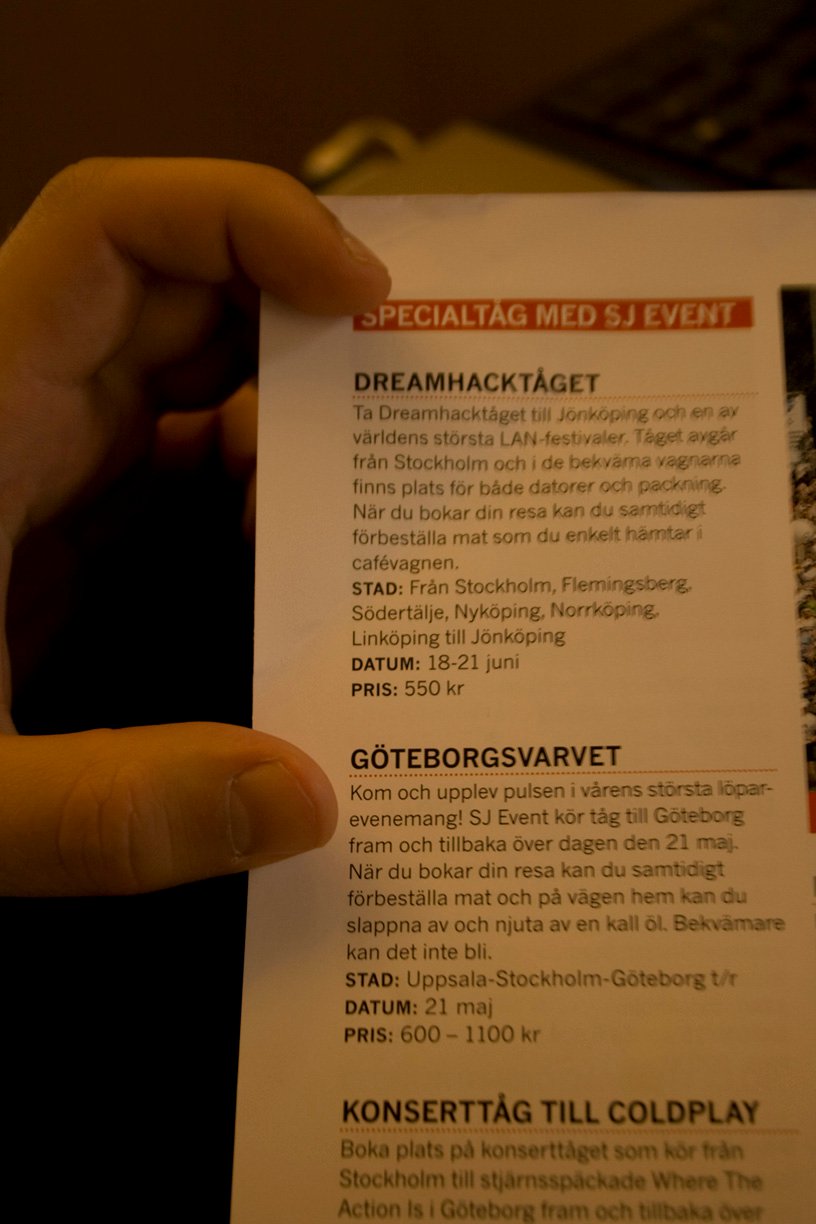 SPECIALTÅG MED SJ EVENT
DREAMHACKTÅGET
Ta Dreamhacktåget till Jönköping och en av
världens största LAN-festivaler. Tåget avgår
från Stockholm och i de bekväma vagnarna
finns plats för både datorer och packning.
När du bokar din resa kan du samtidigt
förbeställa mat som du enkelt hämtar i
cafévagnen.
STAD: Från Stockholm, Flemingsberg,
Södertälje, Nyköping, Norrköping,
Linköping till Jönköping
DATUM: 18-21 juni
PRIS: 550 kr
GÖTEBORGSVARVET
Kom och upplev pulsen i vårens största löpar-
evenemang! SJ Event kör tåg till Göteborg
fram och tillbaka över dagen den 21 maj.
När du bokar din resa kan du samtidigt
förbeställa mat och på vägen hem kan du
slappna av och njuta av en kall öl. Bekvämare
kan det inte bli.
STAD: Uppsala-Stockholm-Göteborg t/r
DATUM: 21 maj
PRIS: 600 – 1100 kr
KONSERTTÅG TILL COLDPLAY
Boka plats på konserttåget som kör från
Stockholm till stjärnsspäckade Where The
Action Is i Göteborg fram och tillbaka över